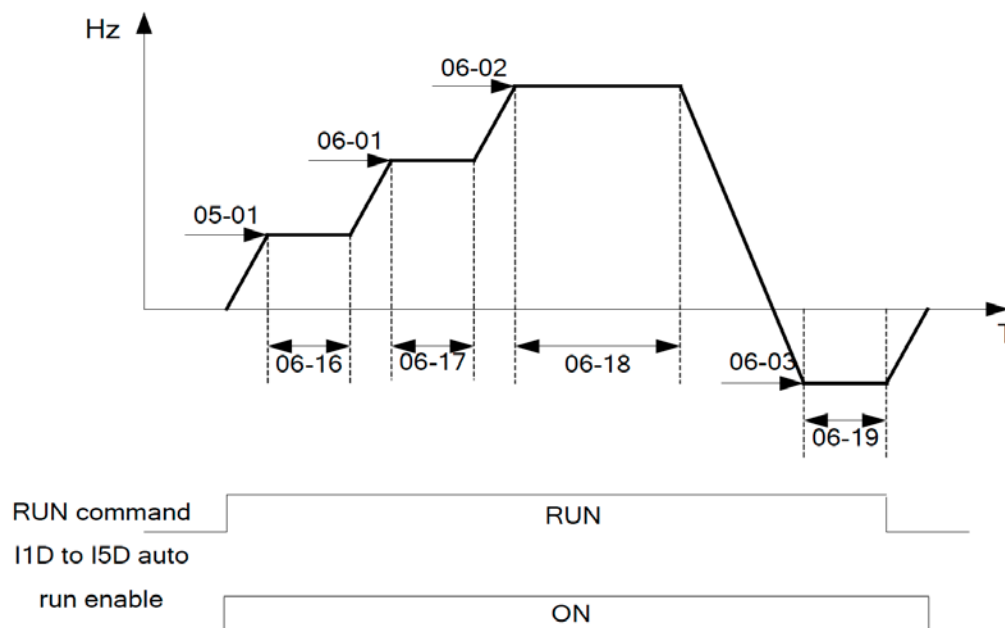 Hz
06-02
06-01
05-01
T
06-16
06-17
06-18
06-03
06-19
RUN command
RUN
I1D to I5D auto
run enable
ON